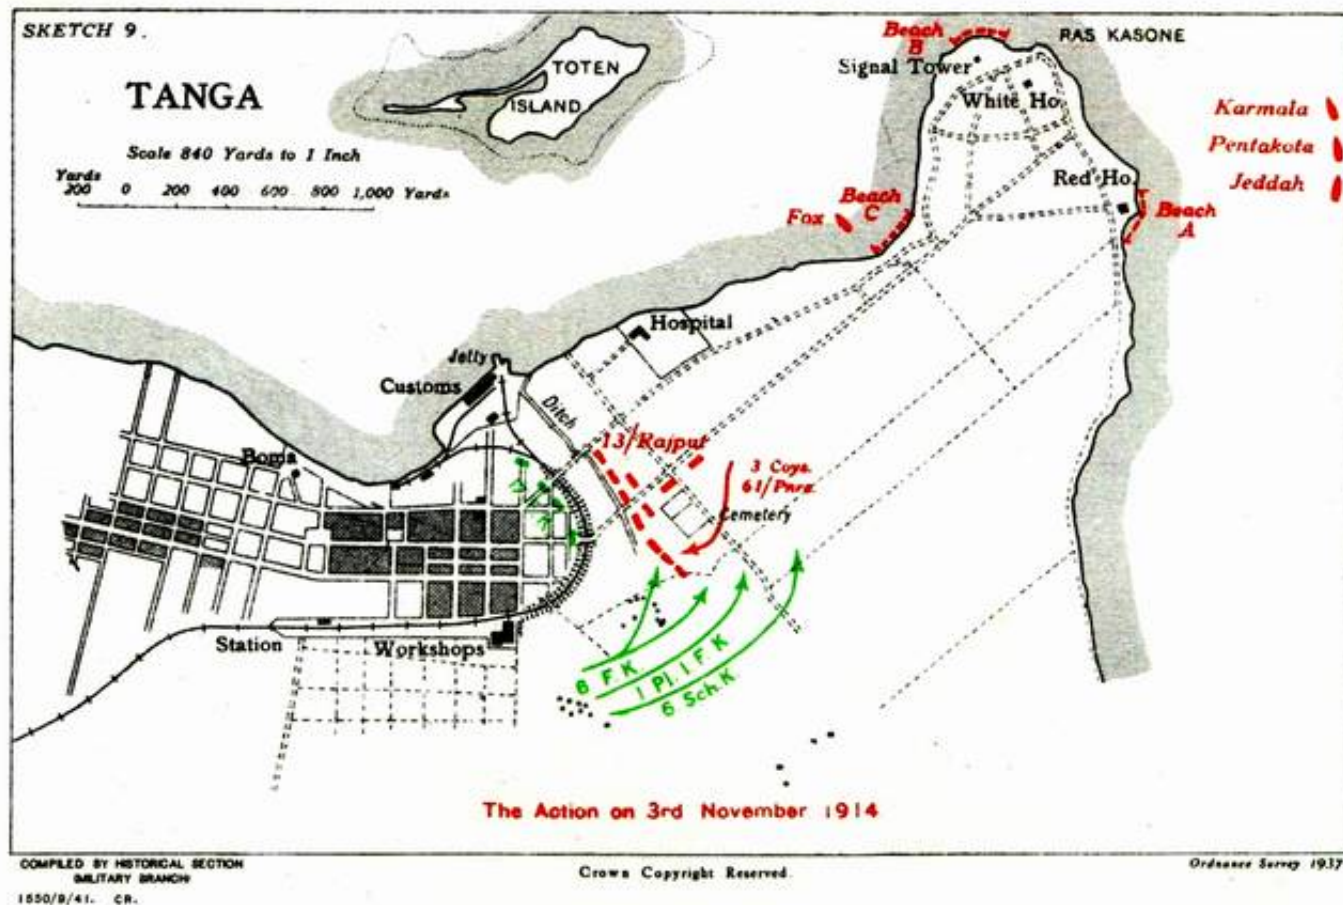 SKETCH 9.
TANGA
Scale 840 Yards to 1 Inch
Yards
200 0 200 400 600 800 1,000 Yards
TOTEN
ISLAND
Beach
B
RAS KASONE
Signal Tower
White Ho.
Karmala
Pentakota
Jeddah
Red Ho.
Beach
A
Beach
C
Fox
Hospital
Jetty
Customs
Ditch
13/Rajput
3 Coys.
61/Pnrs.
Cemetery
Boma
Station
Workshops
6 F.K
1 Pl. 1 F.K
6 Sch.K
The Action on 3rd November 1914
COMPILED BY HISTORICAL SECTION
(MILITARY BRANCH)
1550/9/41. CR.
Crown Copyright Reserved.
Ordnance Survey 1937